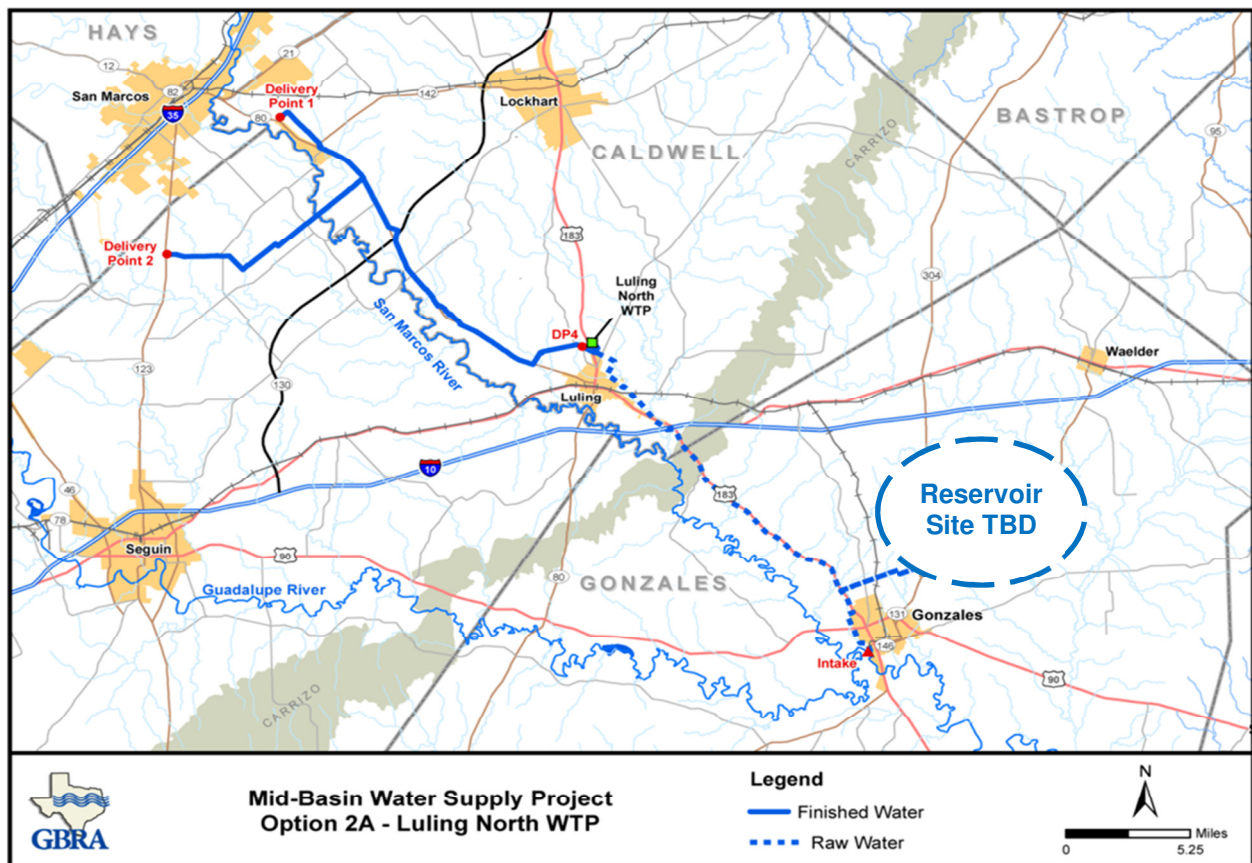 HAYS
21
12
San Marcos
82
35
Delivery
Point 1
80
142
Lockhart
BASTROP
95
CALDWELL
CARRIZO
183
Delivery
Point 2
304
Luling
North
WTP
San Marcos River
DP4
Waelder
123
130
Luling
10
46
78
Seguin
90
183
Reservoir
Site TBD
Guadalupe River
80
GONZALES
131
Gonzales
146
Intake
90
CARRIZO
GBRA
Mid-Basin Water Supply Project
Option 2A - Luling North WTP
Legend
Finished Water
Raw Water
N
Miles
0
5.25